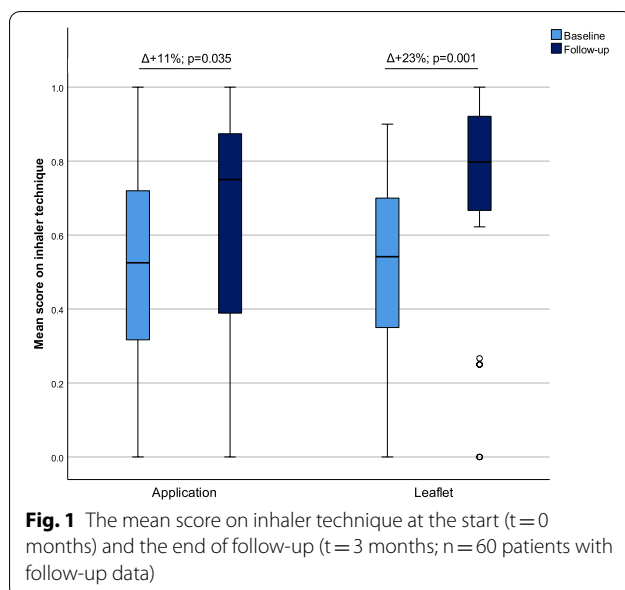 Baseline
Follow-up
Δ+11%; p=0.035
Δ+23%; p=0.001
1.0
0.8
0.6
0.4
0.2
0.0
Mean score on inhaler technique
Application
Leaflet
Fig. 1 The mean score on inhaler technique at the start (t = 0
months) and the end of follow-up (t = 3 months; n = 60 patients with
follow-up data)